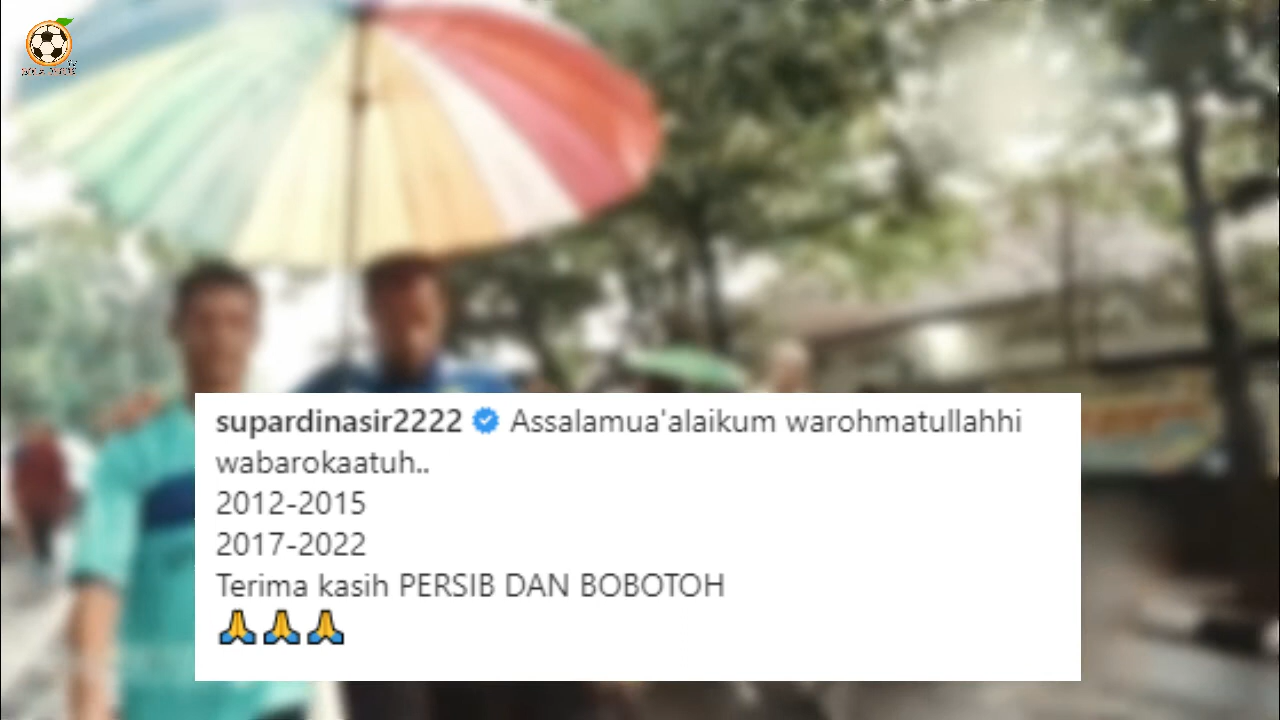 supardinasir2222 Assalamua'alaikum warohmatullahhi
wabarokaatuh..
2012-2015
2017-2022
Terima kasih PERSIB DAN BOBOTOH
🙏🙏🙏